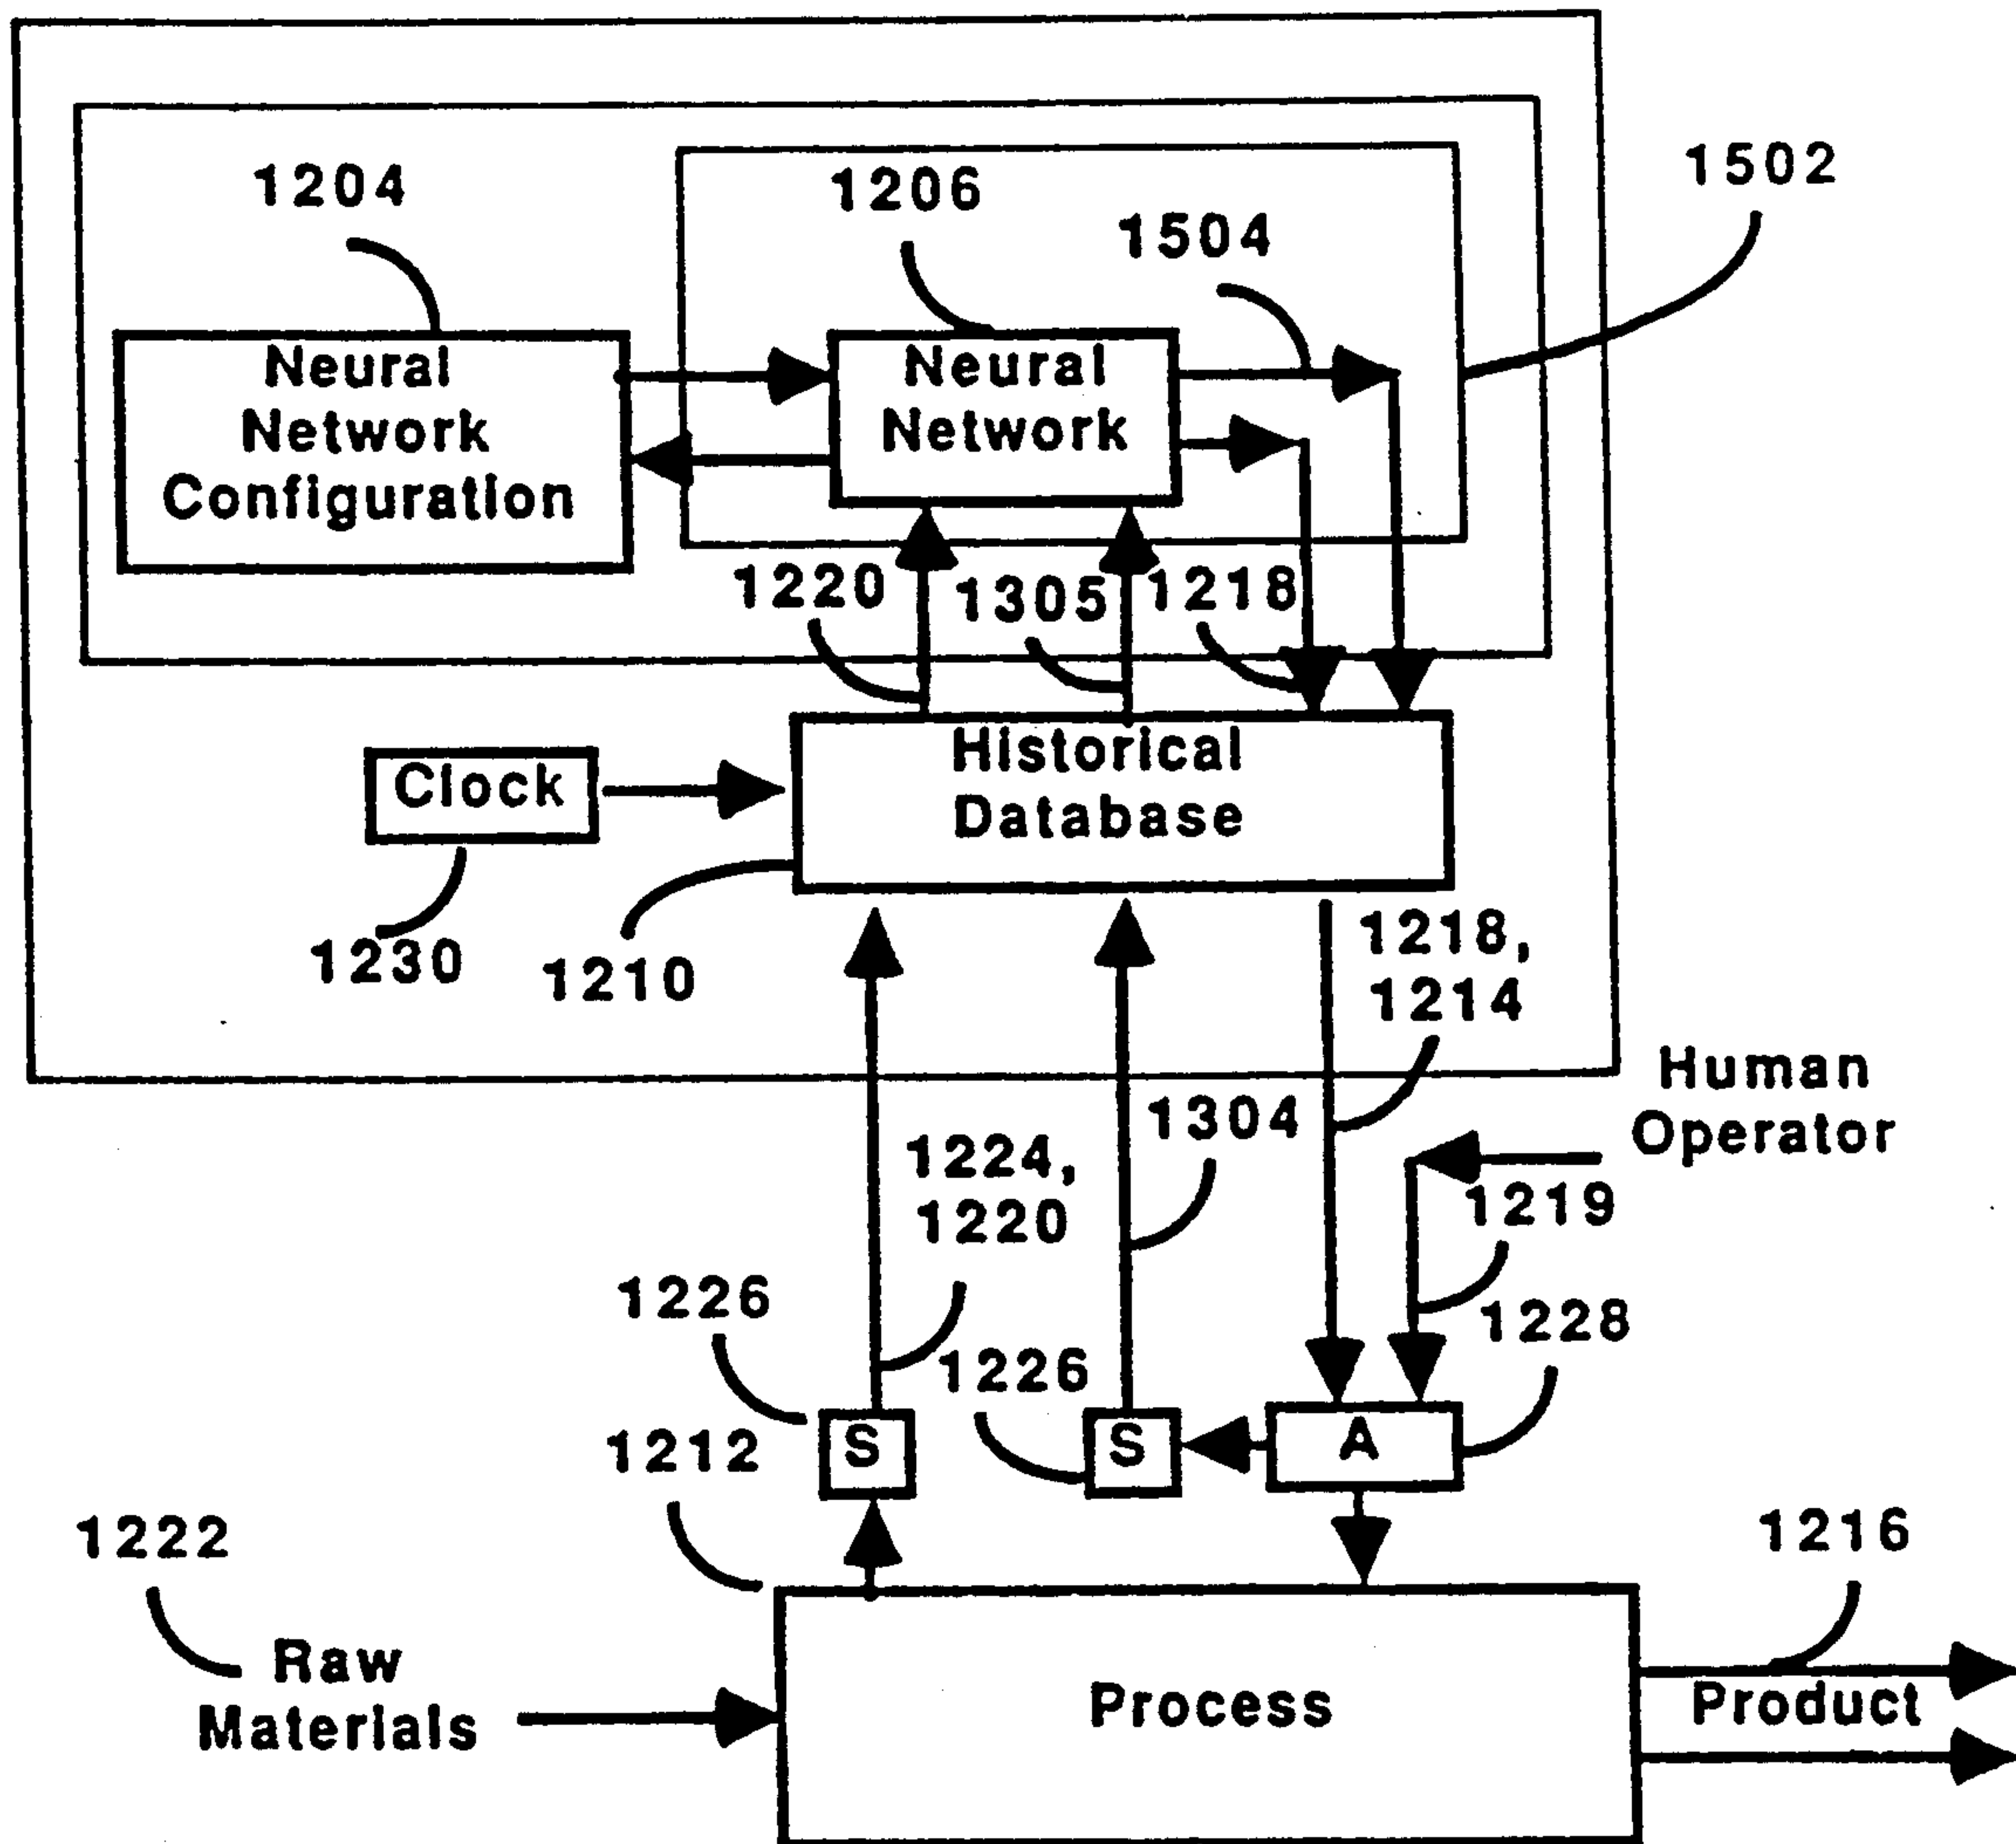 1502
1204
1206
1504
Neural
Network
Configuration
Neural
Network
1220
1305
1218
Historical
Database
Clock
1230
1210
1218,
1214
Human
Operator
1304
1224,
1220
1219
1226
1228
1226
1212
S
S
A
1222
1216
Raw
Materials
Process
Product